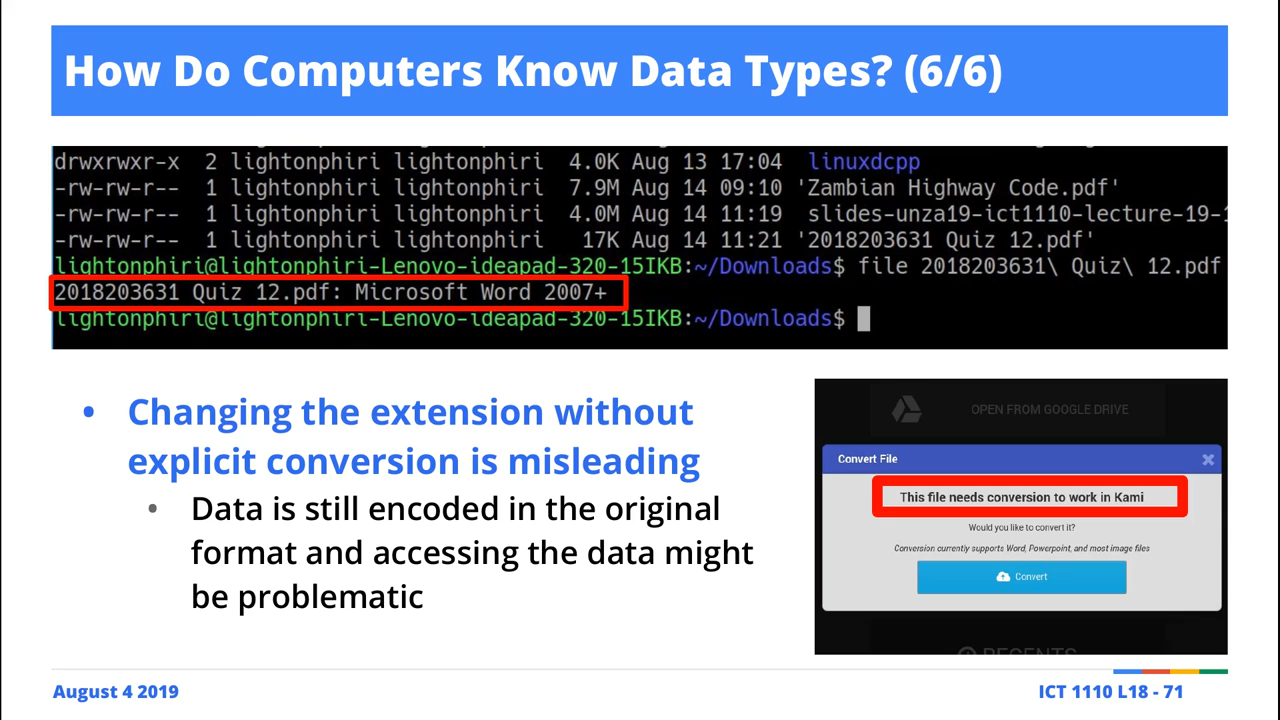 How Do Computers Know Data Types? (6/6)
drwxrwxr-x 2 lightonphiri lightonphiri 4.0K Aug 13 17:04 linuxdcpp
-rw-rw-r-- 1 lightonphiri lightonphiri 7.9M Aug 14 09:10 'Zambian Highway Code.pdf'
-rw-rw-r-- 1 lightonphiri lightonphiri 4.0M Aug 14 11:19 slides-unza19-ict1110-lecture-19-1
-rw-rw-r-- 1 lightonphiri lightonphiri 17K Aug 14 11:21 '2018203631 Quiz 12.pdf'
lightonphiri@lightonphiri-Lenovo-ideapad-320-15IKB:~/Downloads$ file 2018203631\ Quiz\ 12.pdf
2018203631 Quiz 12.pdf: Microsoft Word 2007+
lightonphiri@lightonphiri-Lenovo-ideapad-320-15IKB:~/Downloads$
• Changing the extension without
explicit conversion is misleading
• Data is still encoded in the original
format and accessing the data might
be problematic
OPEN FROM GOOGLE DRIVE
Convert File
This file needs conversion to work in Kami
Would you like to convert it?
Conversion currently supports Word, Powerpoint, and most image files
Convert
RECENTS
August 4 2019
ICT 1110 L18 - 71